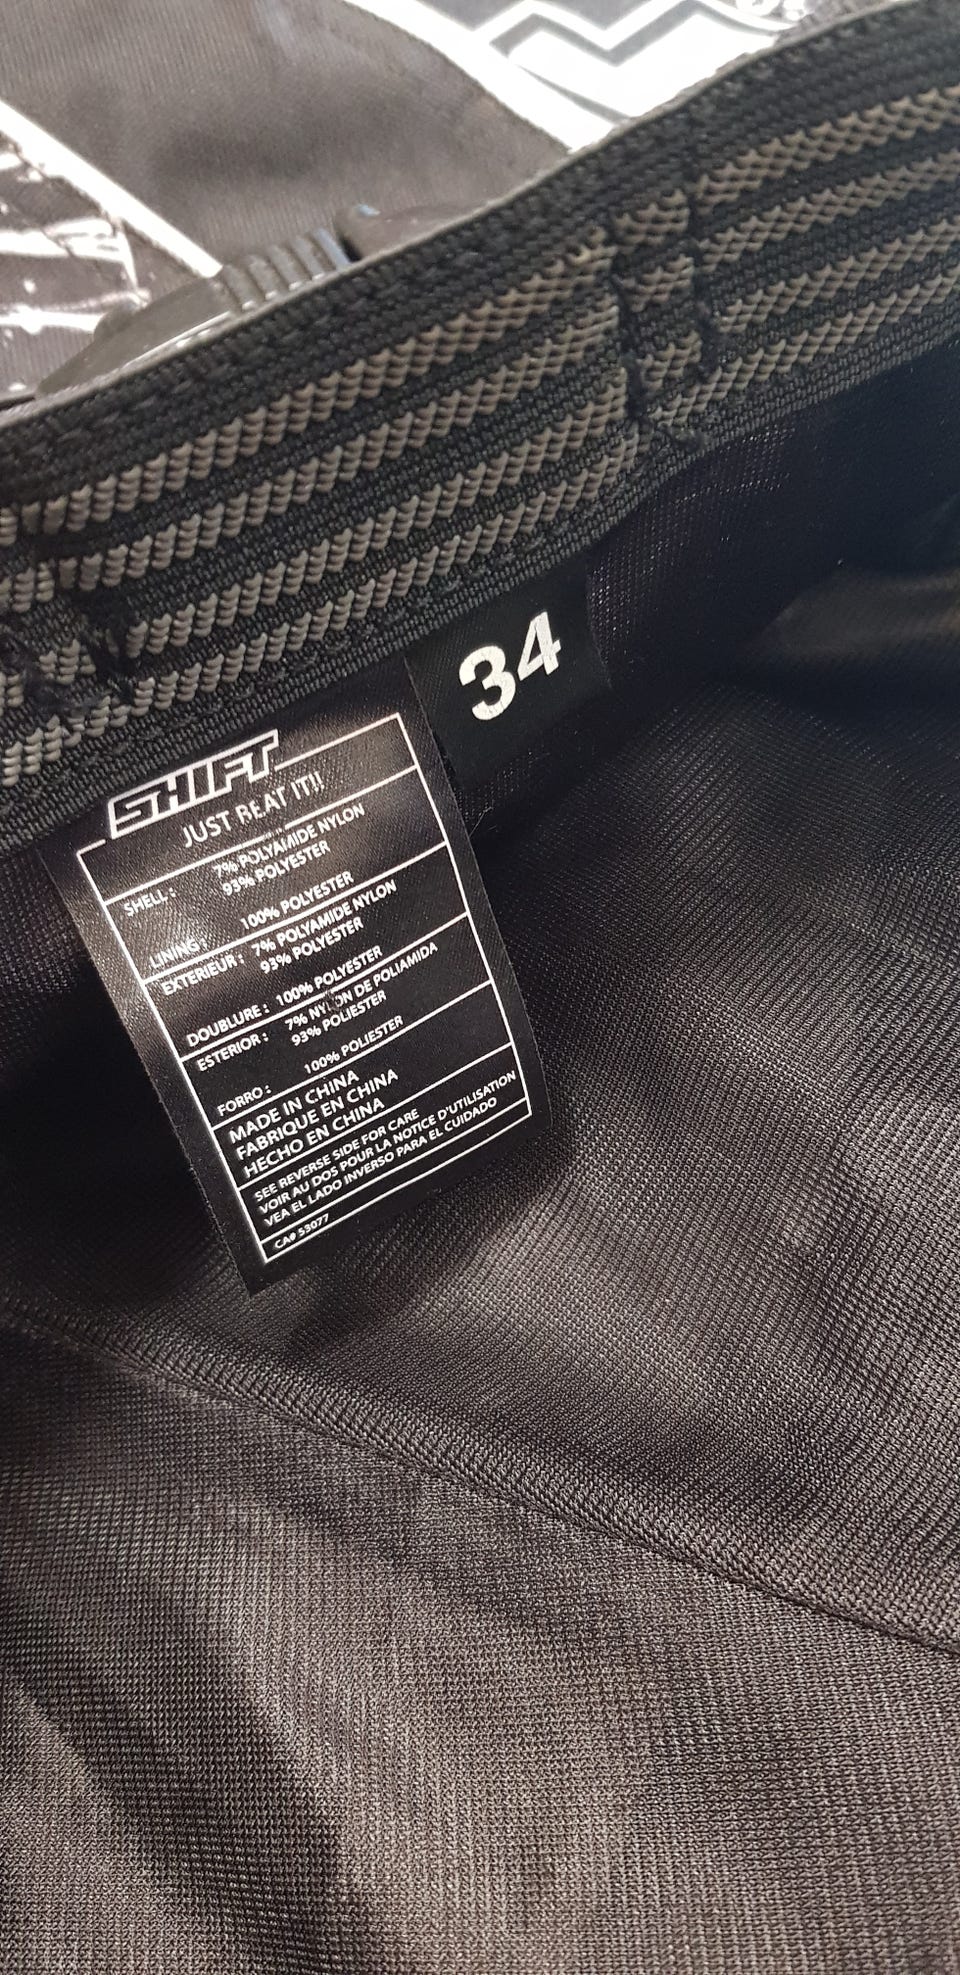 34
SHIFT
JUST BEAT IT!!
SHELL : 7% POLYAMIDE NYLON
93% POLYESTER
LINING : 100% POLYESTER
EXTERIEUR : 7% POLYAMIDE NYLON
93% POLYESTER
DOUBLURE : 100% POLYESTER
ESTERIOR : 7% NYLON DE POLIAMIDA
93% POLIESTER
FORRO : 100% POLIESTER
MADE IN CHINA
FABRIQUE EN CHINA
HECHO EN CHINA
SEE REVERSE SIDE FOR CARE
VOIR AU DOS POUR LA NOTICE D'UTILISATION
VEA EL LADO INVERSO PARA EL CUIDADO
CA# 53077